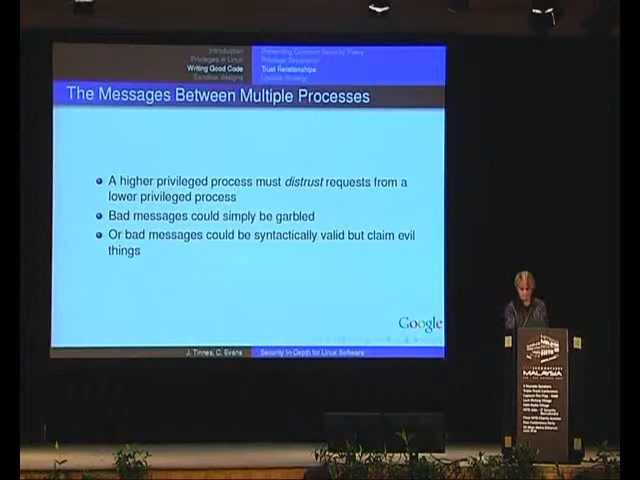 Introduction
Privileges in Linux
Writing Good Code
Sandbox designs
Preventing Common Security Flaws
Privilege Separation
Trust Relationships
Update Strategy
The Messages Between Multiple Processes
A higher privileged process must distrust requests from a
lower privileged process
Bad messages could simply be garbled
Or bad messages could be syntactically valid but claim evil
things
Google
J. Tinnes, C. Evans
Security In-Depth for Linux Software
MALAYSIA